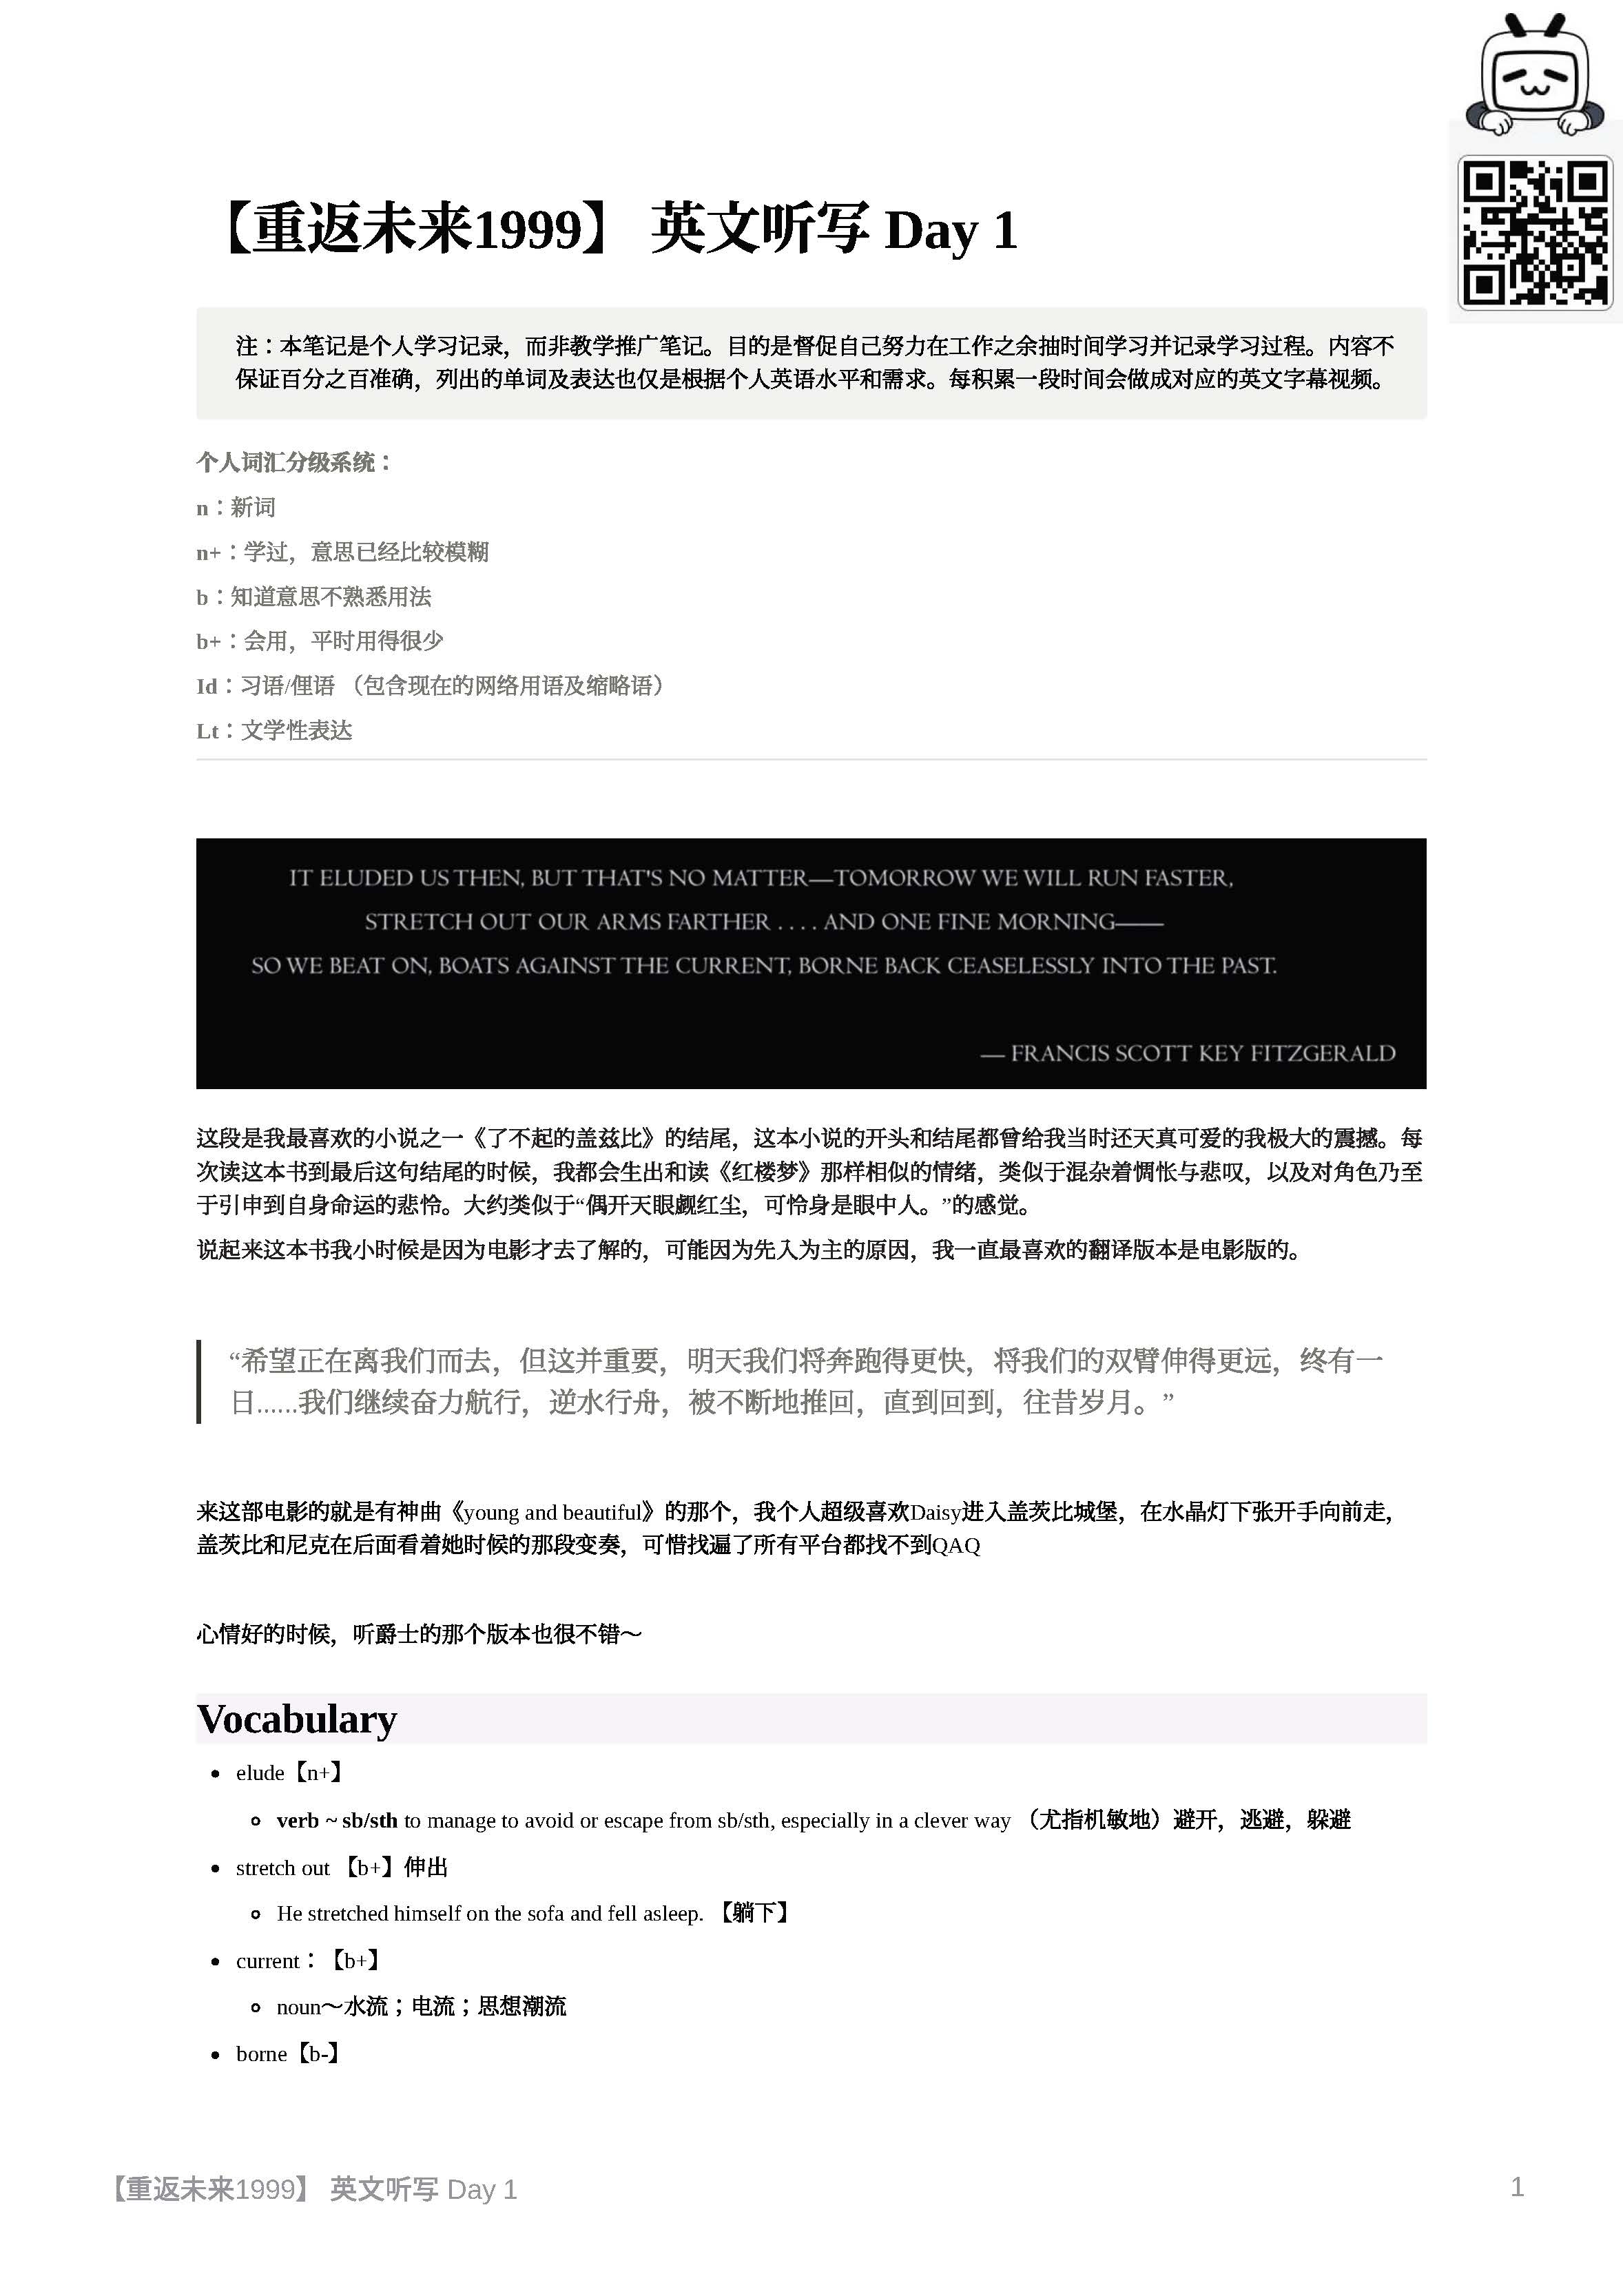 【重返未来1999】 英文听写 Day 1
注：本笔记是个人学习记录，而非教学推广笔记。目的是督促自己努力在工作之余抽时间学习并记录学习过程。内容不
保证百分之百准确，列出的单词及表达也仅是根据个人英语水平和需求。每积累一段时间会做成对应的英文字幕视频。
个人词汇分级系统：
n：新词
n+：学过，意思已经比较模糊
b：知道意思不熟悉用法
b+：会用，平时用得很少
Id：习语/俚语 （包含现在的网络用语及缩略语）
Lt：文学性表达
IT ELUDED US THEN, BUT THAT'S NO MATTER—TOMORROW WE WILL RUN FASTER,
STRETCH OUT OUR ARMS FARTHER . . . . AND ONE FINE MORNING——
SO WE BEAT ON, BOATS AGAINST THE CURRENT, BORNE BACK CEASELESSLY INTO THE PAST.
— FRANCIS SCOTT KEY FITZGERALD
这段是我最喜欢的小说之一《了不起的盖兹比》的结尾，这本小说的开头和结尾都曾给我当时还天真可爱的我极大的震撼。每
次读这本书到最后这句结尾的时候，我都会生出和读《红楼梦》那样相似的情绪，类似于混杂着惆怅与悲叹，以及对角色乃至
于引申到自身命运的悲怜。大约类似于“偶开天眼觑红尘，可怜身是眼中人。”的感觉。
说起来这本书我小时候是因为电影才去了解的，可能因为先入为主的原因，我一直最喜欢的翻译版本是电影版的。
“希望正在离我们而去，但这并重要，明天我们将奔跑得更快，将我们的双臂伸得更远，终有一
日......我们继续奋力航行，逆水行舟，被不断地推回，直到回到，往昔岁月。”
来这部电影的就是有神曲《young and beautiful》的那个，我个人超级喜欢Daisy进入盖茨比城堡，在水晶灯下张开手向前走，
盖茨比和尼克在后面看着她时候的那段变奏，可惜找遍了所有平台都找不到QAQ
心情好的时候，听爵士的那个版本也很不错～
Vocabulary
• elude【n+】
◦ verb ~ sb/sth to manage to avoid or escape from sb/sth, especially in a clever way （尤指机敏地）避开，逃避，躲避
• stretch out 【b+】伸出
◦ He stretched himself on the sofa and fell asleep. 【躺下】
• current：【b+】
◦ noun～水流；电流；思想潮流
• borne【b-】
【重返未来1999】 英文听写 Day 1
1